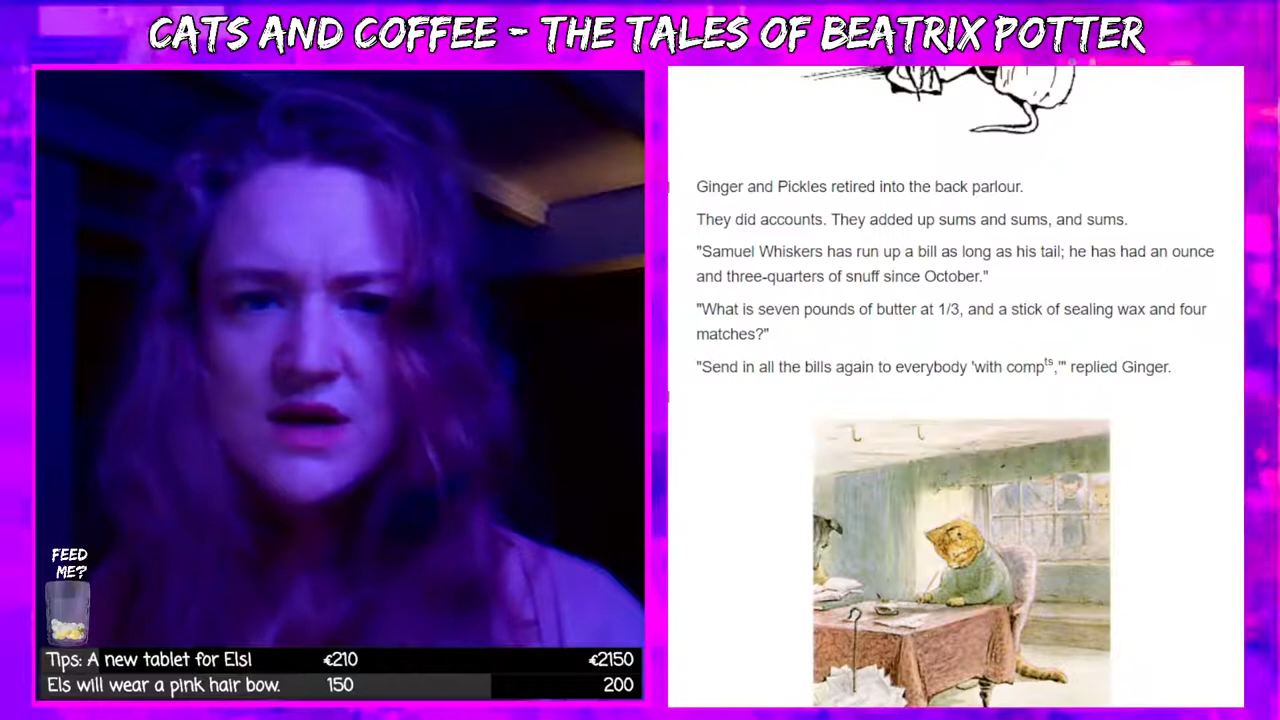 CATS AND COFFEE - THE TALES OF BEATRIX POTTER
Ginger and Pickles retired into the back parlour.
They did accounts. They added up sums and sums, and sums.
"Samuel Whiskers has run up a bill as long as his tail; he has had an ounce
and three-quarters of snuff since October."
"What is seven pounds of butter at 1/3, and a stick of sealing wax and four
matches?"
"Send in all the bills again to everybody 'with compts,'" replied Ginger.
FEED
ME?
Tips: A new tablet for Els! €210 €2150
Els will wear a pink hair bow. 150 200